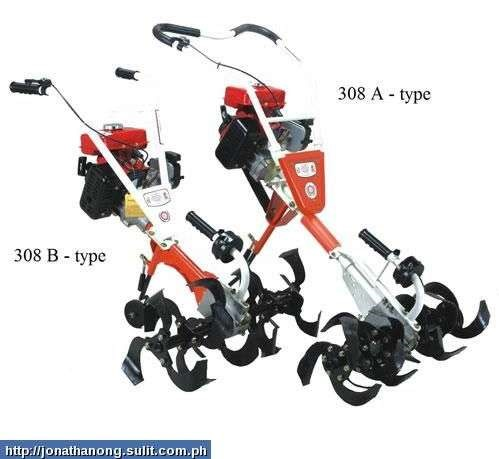 308 A - type
308 B - type
http://jonathanong.sulit.com.ph